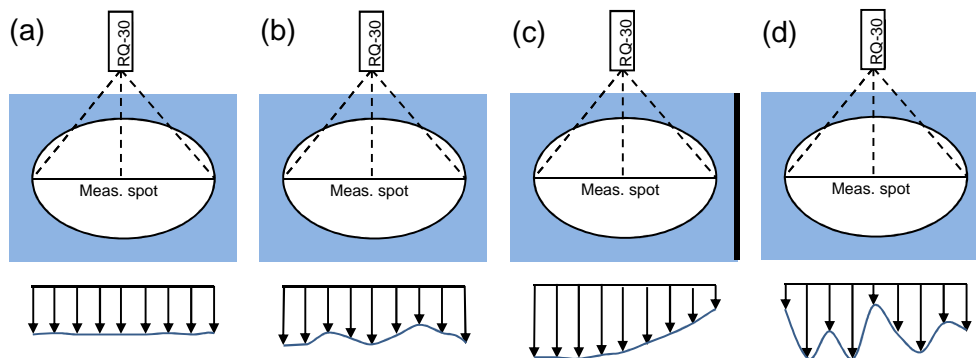 (a)
RQ-30
Meas. spot
(b)
RQ-30
Meas. spot
(c)
RQ-30
Meas. spot
(d)
RQ-30
Meas. spot